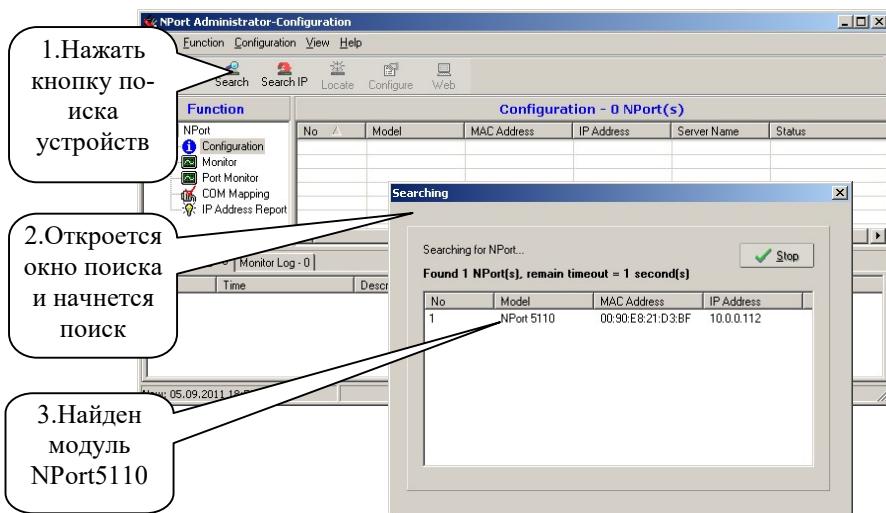 NPort Administrator-Configuration
Function Configuration View Help
Search Search IP Locate Configure Web
1.Нажать
кнопку по-
иска
устройств
Function
Configuration - 0 NPort(s)
NPort
Configuration
Monitor
Port Monitor
COM Mapping
IP Address Report
No Model MAC Address IP Address Server Name Status
2.Откроется
окно поиска
и начнется
поиск
Monitor Log - 0
Time
Searching
Searching for NPort...
Stop
Found 1 NPort(s), remain timeout = 1 second(s)
No Model MAC Address IP Address
1 NPort 5110 00:90:E8:21:D3:BF 10.0.0.112
05.09.2011
3.Найден
модуль
NPort5110